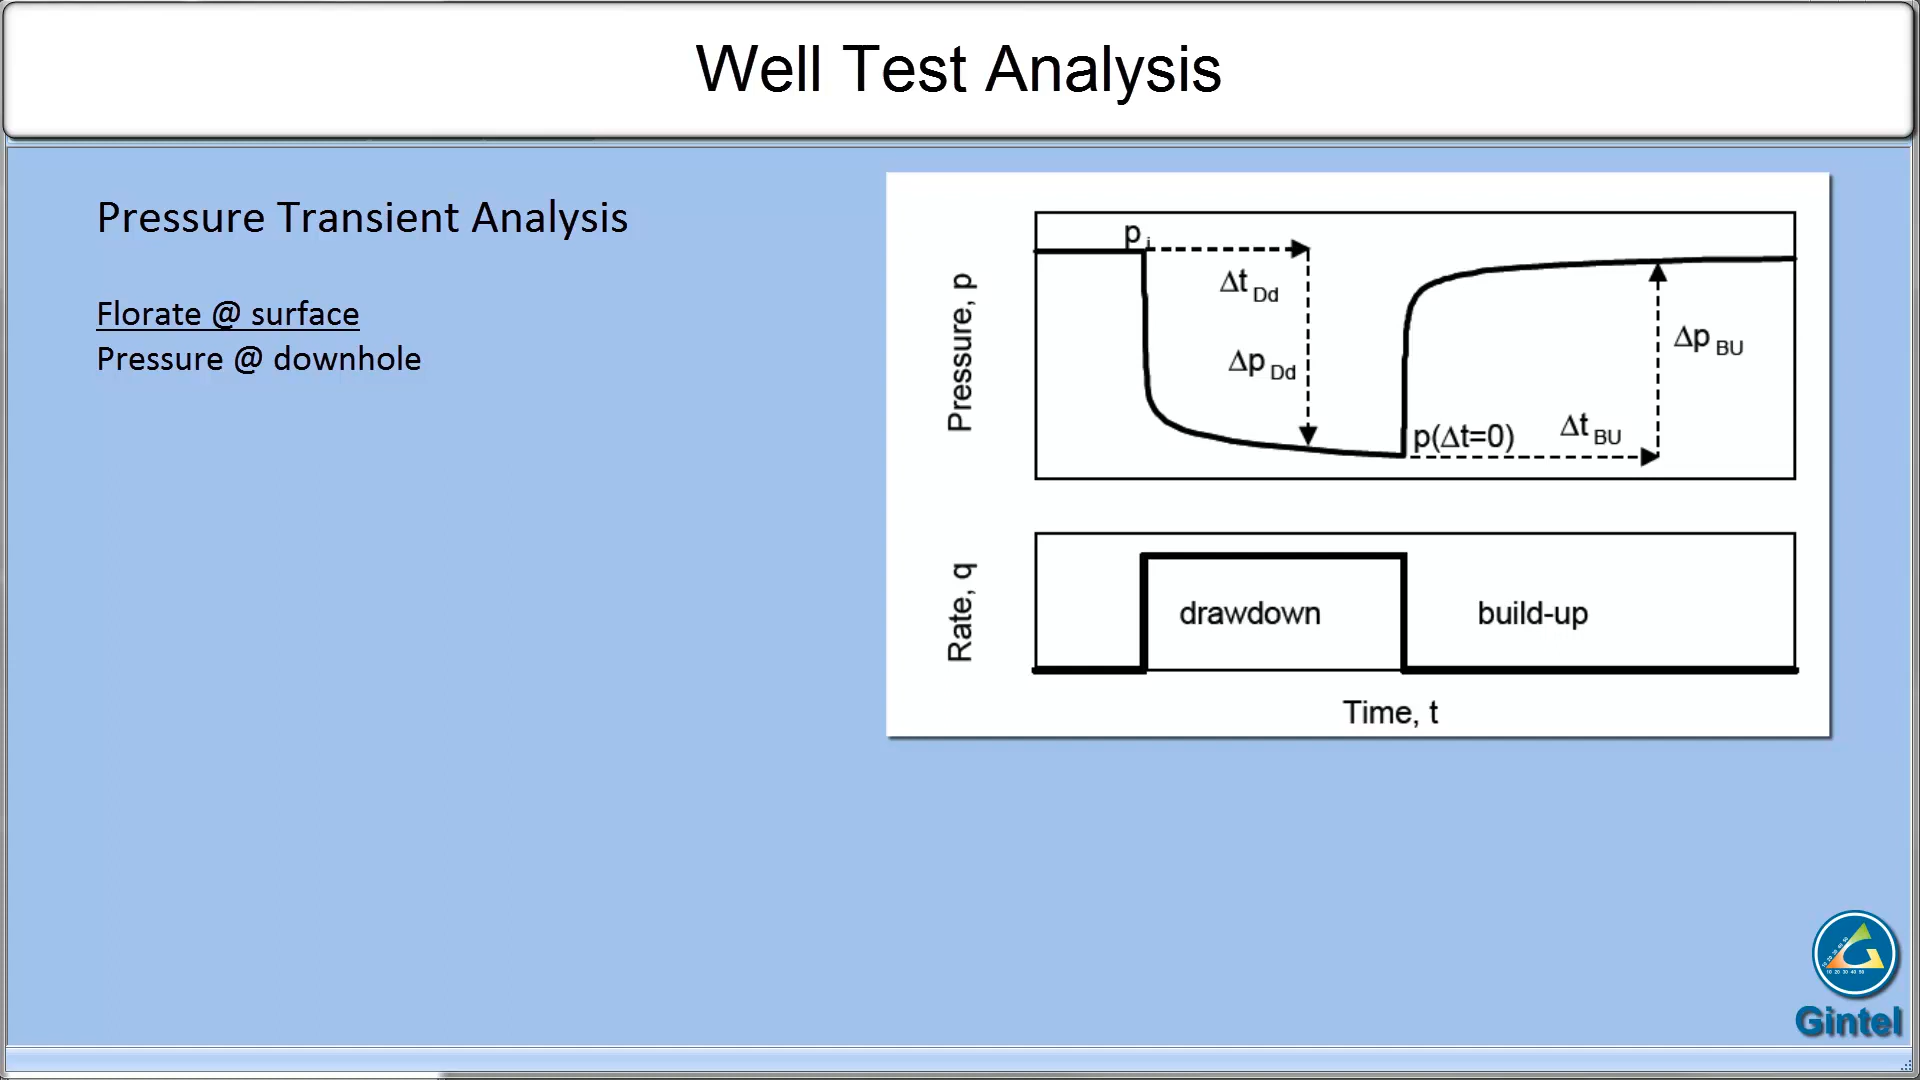 Well Test Analysis
Pressure Transient Analysis
Florate @ surface
Pressure @ downhole
Pressure, p
p i
Δt Dd
Δp Dd
Δp BU
p(Δt=0)
Δt BU
Rate, q
drawdown
build-up
Time, t
Gintel